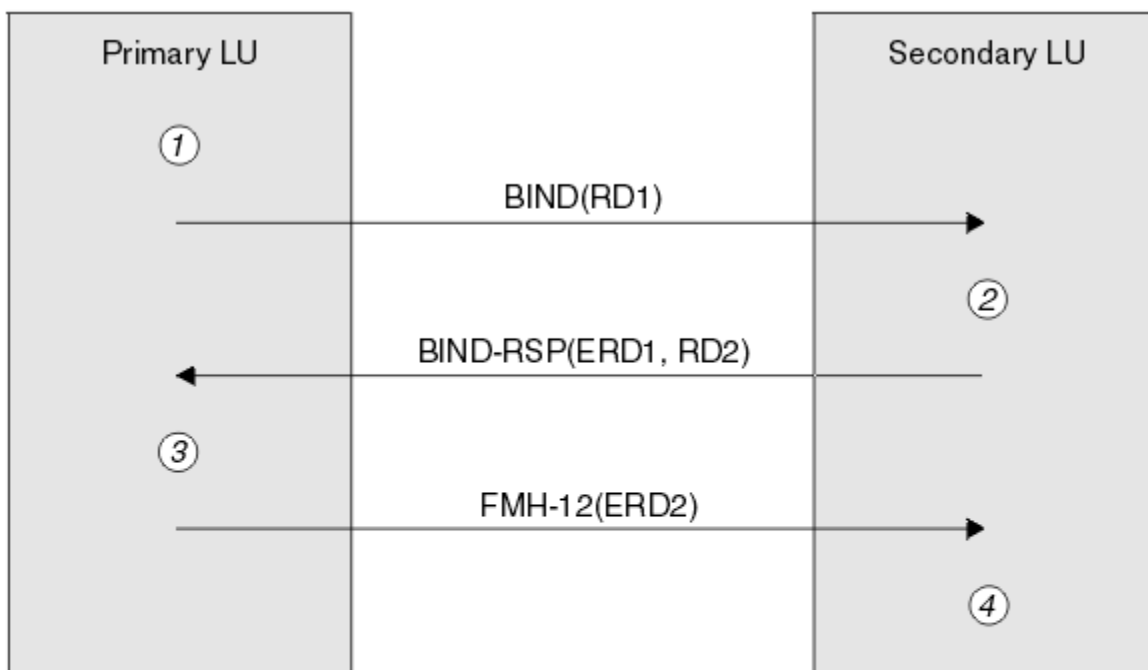 Primary LU
Secondary LU
1
BIND(RD1)
2
BIND-RSP(ERD1, RD2)
3
FMH-12(ERD2)
4